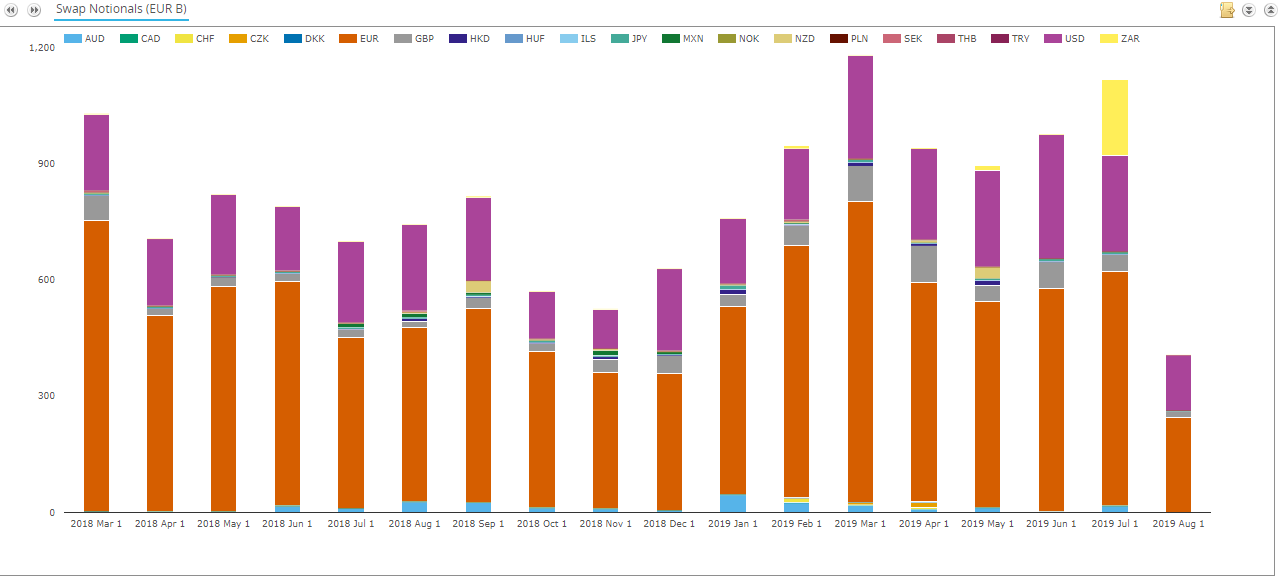 Swap Notionals (EUR B)
AUD CAD CHF CZK DKK EUR GBP HKD HUF ILS JPY MXN NOK NZD PLN SEK THB TRY USD ZAR
1,200
900
600
300
0
2018 Mar 1 2018 Apr 1 2018 May 1 2018 Jun 1 2018 Jul 1 2018 Aug 1 2018 Sep 1 2018 Oct 1 2018 Nov 1 2018 Dec 1 2019 Jan 1 2019 Feb 1 2019 Mar 1 2019 Apr 1 2019 May 1 2019 Jun 1 2019 Jul 1 2019 Aug 1